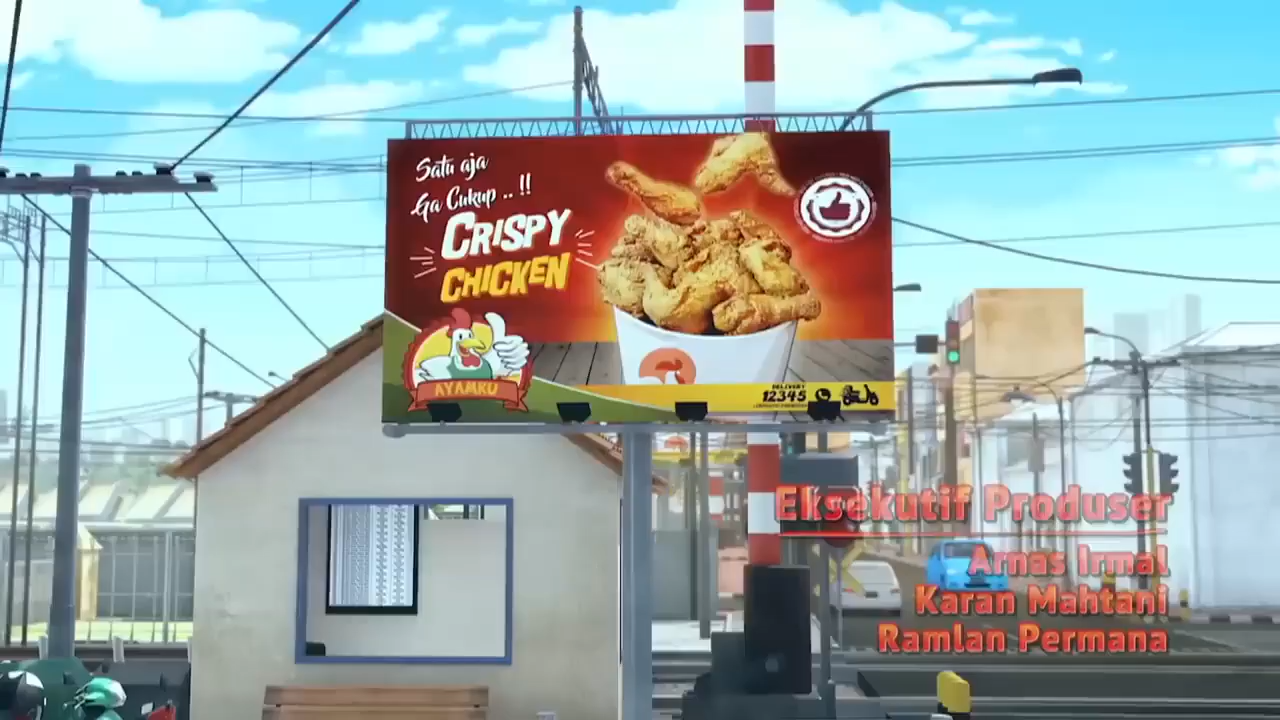 Satu aja
Ga Cukup .. !!
CRISPY
CHICKEN
AYAMKU
DELIVERY
12345
Eksekutif Produser
Arnas Irmal
Karan Mahtani
Ramlan Permana